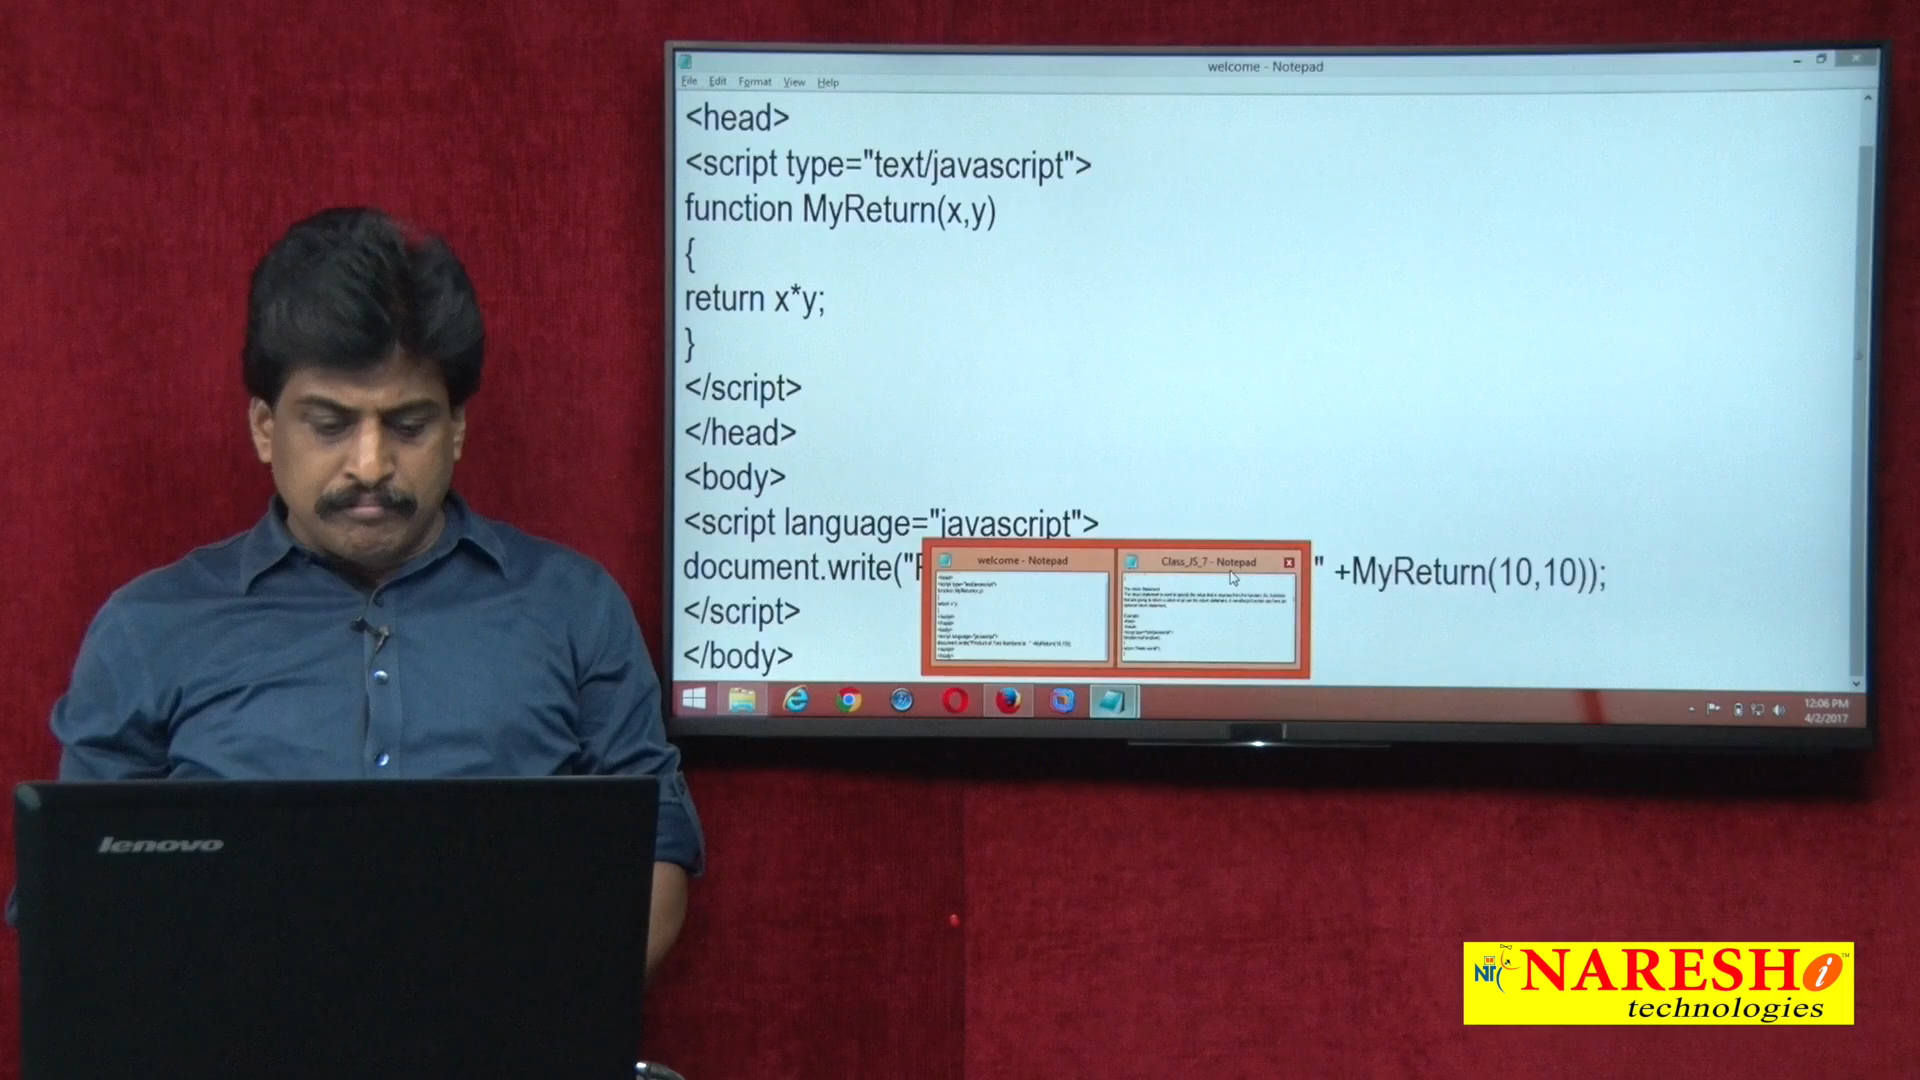 welcome - Notepad
File Edit Format View Help
<head>
<script type="text/javascript">
function MyReturn(x,y)
{
return x*y;
}
</script>
</head>
<body>
<script language="javascript">
document.write(" " +MyReturn(10,10));
</script>
</body>
welcome - Notepad
Class_JS_7 - Notepad
12:06 PM
4/2/2017
lenovo
NARESH i
technologies